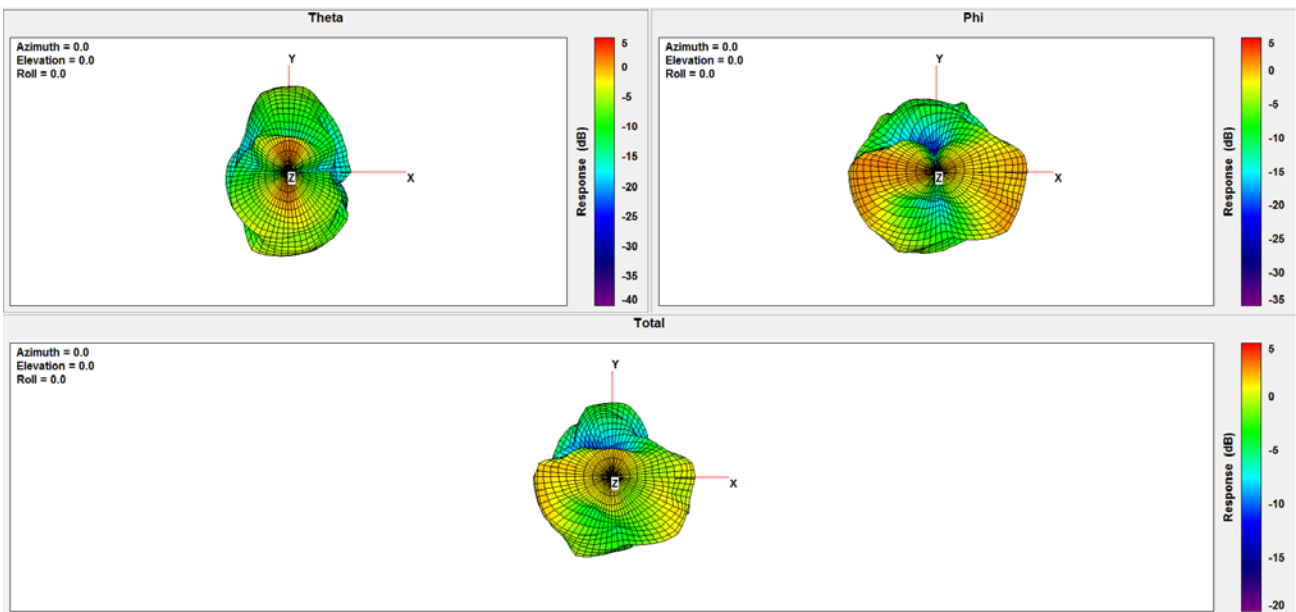 Theta
Azimuth = 0.0
Elevation = 0.0
Roll = 0.0
Y
X
Z
Response (dB)
5
0
-5
-10
-15
-20
-25
-30
-35
-40
Phi
Azimuth = 0.0
Elevation = 0.0
Roll = 0.0
Y
X
Z
Response (dB)
5
0
-5
-10
-15
-20
-25
-30
-35
Total
Azimuth = 0.0
Elevation = 0.0
Roll = 0.0
Y
X
Z
Response (dB)
5
0
-5
-10
-15
-20